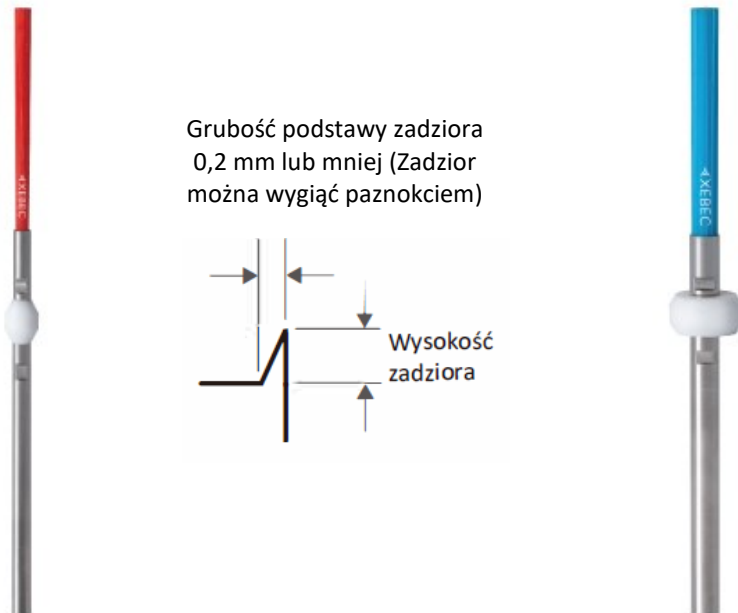 Grubość podstawy zadziora
0,2 mm lub mniej (Zadzior
można wygiąć paznokciem)
Wysokość
zadziora
XEBEC
XEBEC